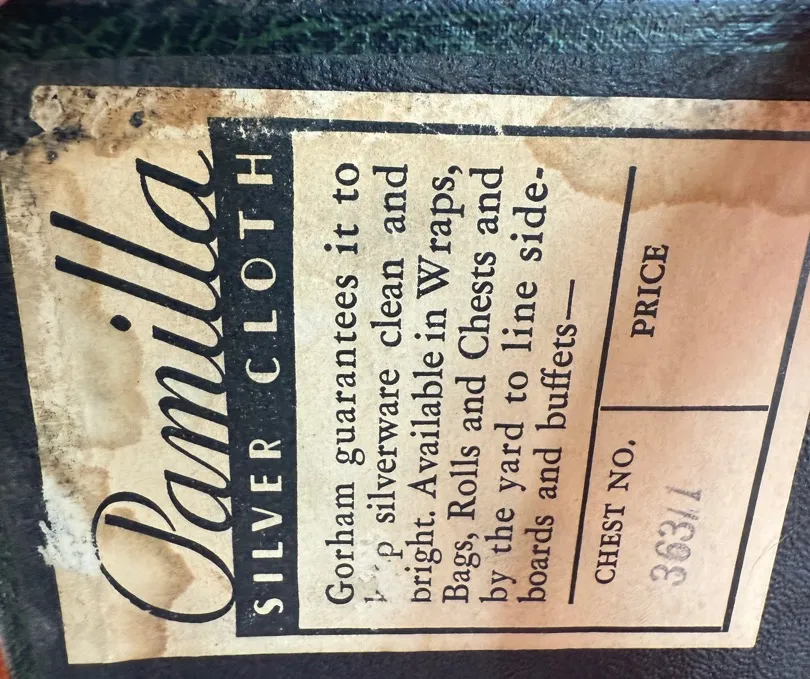 Pamilla
SILVER CLOTH
Gorham guarantees it to
silverware clean and
bright. Available in Wraps,
Bags, Rolls and Chests and
by the yard to line side-
boards and buffets—
CHEST NO. PRICE
363/1